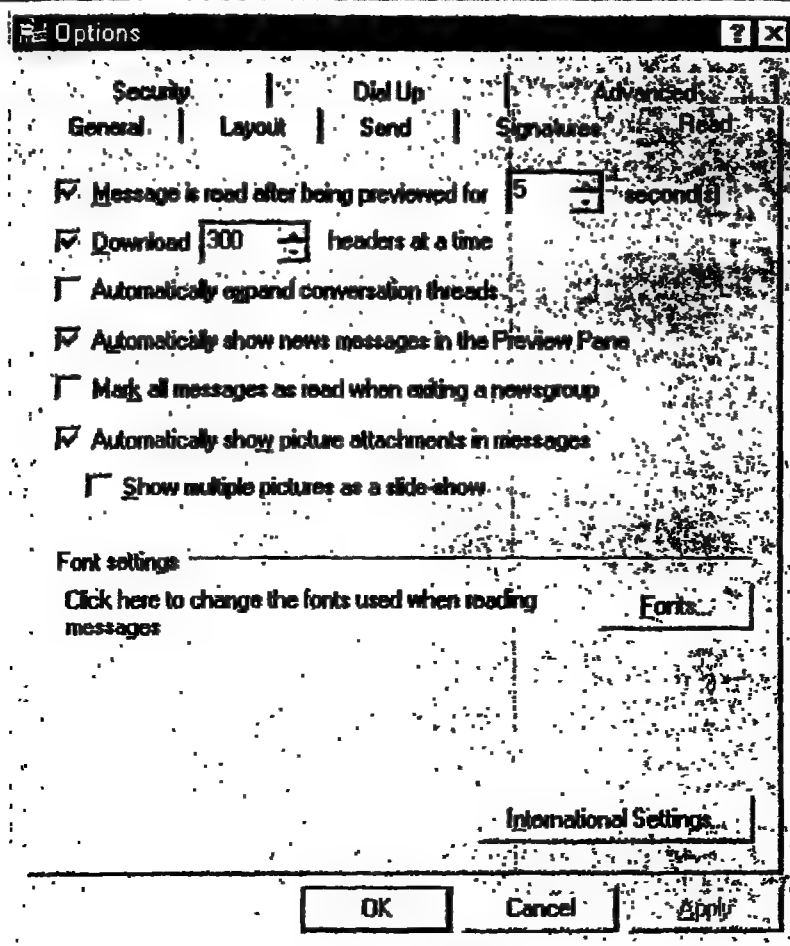 Options
Security Dial Up Advanced
General Layout Send Signatures Read
Message is read after being previewed for 5 second(s)
Download 300 headers at a time
Automatically expand conversation threads
Automatically show news messages in the Preview Pane
Mark all messages as read when exiting a newsgroup
Automatically show picture attachments in messages
Show multiple pictures as a slide-show
Font settings
Click here to change the fonts used when reading
messages
Fonts...
International Settings...
OK Cancel Apply